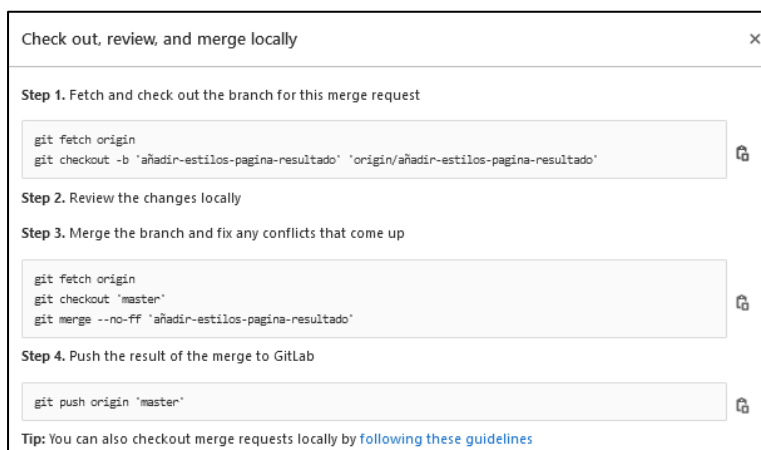 Check out, review, and merge locally
Step 1. Fetch and check out the branch for this merge request
git fetch origin
git checkout -b 'añadir-estilos-pagina-resultado' 'origin/añadir-estilos-pagina-resultado'
Step 2. Review the changes locally
Step 3. Merge the branch and fix any conflicts that come up
git fetch origin
git checkout 'master'
git merge --no-ff 'añadir-estilos-pagina-resultado'
Step 4. Push the result of the merge to GitLab
git push origin 'master'
Tip: You can also checkout merge requests locally by following these guidelines